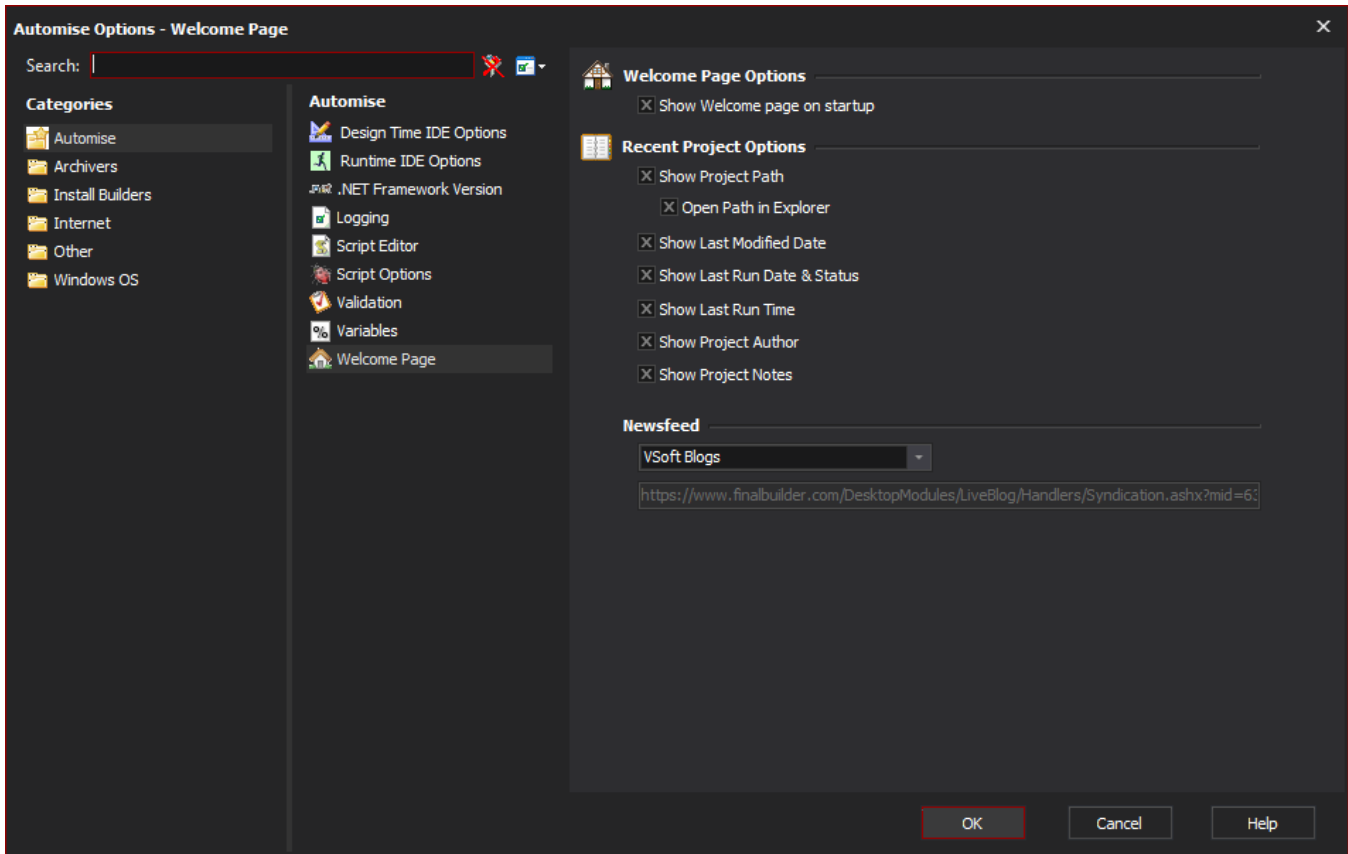 Automise Options - Welcome Page
Search:
Categories
Automise
Archivers
Install Builders
Internet
Other
Windows OS
Automise
Design Time IDE Options
Runtime IDE Options
.NET Framework Version
Logging
Script Editor
Script Options
Validation
Variables
Welcome Page
Welcome Page Options
Show Welcome page on startup
Recent Project Options
Show Project Path
Open Path in Explorer
Show Last Modified Date
Show Last Run Date & Status
Show Last Run Time
Show Project Author
Show Project Notes
Newsfeed
VSoft Blogs
https://www.finalbuilder.com/DesktopModules/LiveBlog/Handlers/Syndication.ashx?mid=63
OK
Cancel
Help